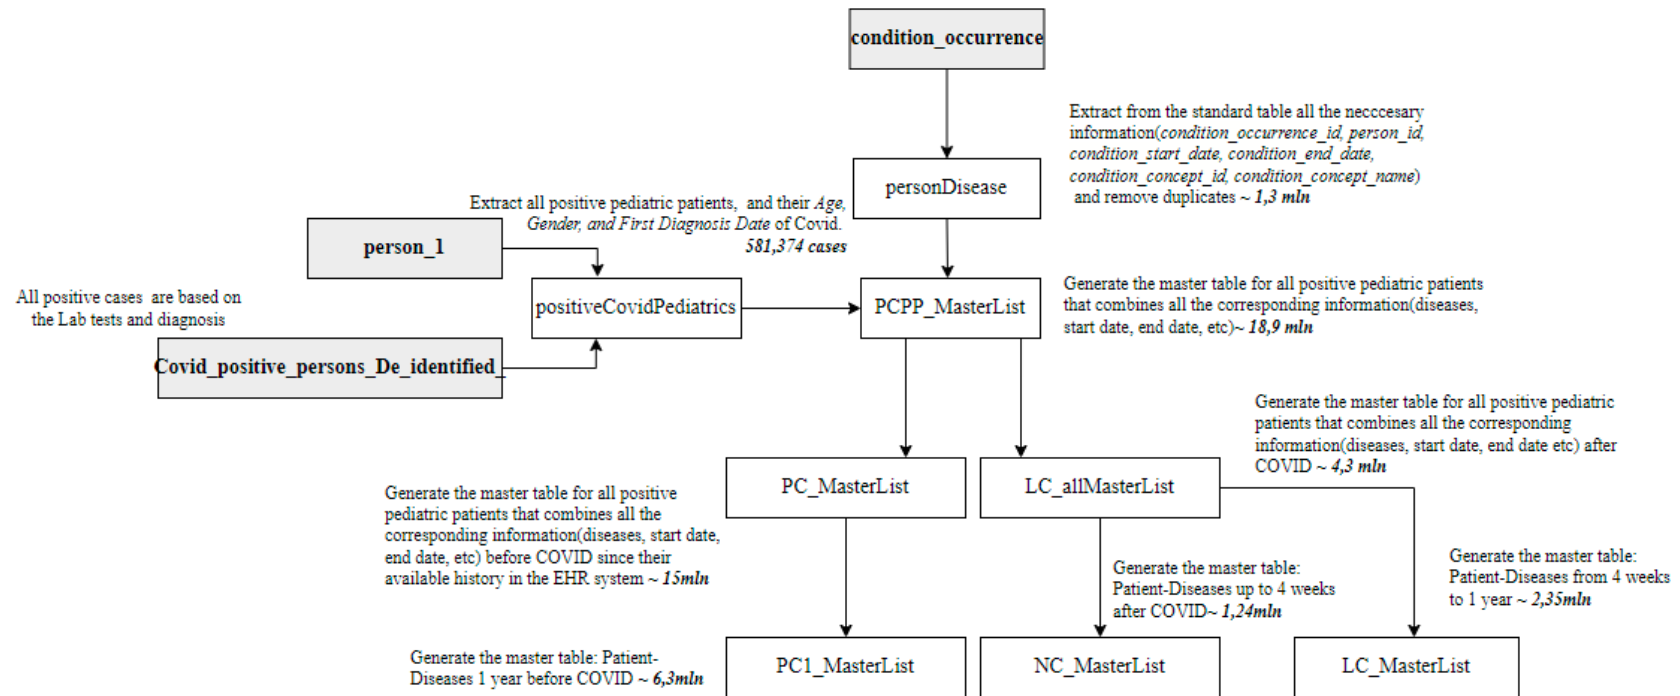 condition_occurrence
Extract from the standard table all the necccesary
information(condition_occurrence_id, person_id,
condition_start_date, condition_end_date,
condition_concept_id, condition_concept_name)
and remove duplicates ~ 1,3 mln
personDisease
Extract all positive pediatric patients, and their Age,
Gender, and First Diagnosis Date of Covid.
581,374 cases
person_1
All positive cases are based on
the Lab tests and diagnosis
positiveCovidPediatrics
PCPP_MasterList
Generate the master table for all positive pediatric patients
that combines all the corresponding information(diseases,
start date, end date, etc)~ 18,9 mln
Covid_positive_persons_De_identified_
Generate the master table for all positive pediatric
patients that combines all the corresponding
information(diseases, start date, end date etc) after
COVID ~ 4,3 mln
PC_MasterList
LC_allMasterList
Generate the master table for all positive
pediatric patients that combines all the
corresponding information(diseases, start date,
end date, etc) before COVID since their
available history in the EHR system ~ 15mln
Generate the master table:
Patient-Diseases up to 4 weeks
after COVID~ 1,24mln
Generate the master table:
Patient-Diseases from 4 weeks
to 1 year ~ 2,35mln
Generate the master table: Patient-
Diseases 1 year before COVID ~ 6,3mln
PC1_MasterList
NC_MasterList
LC_MasterList